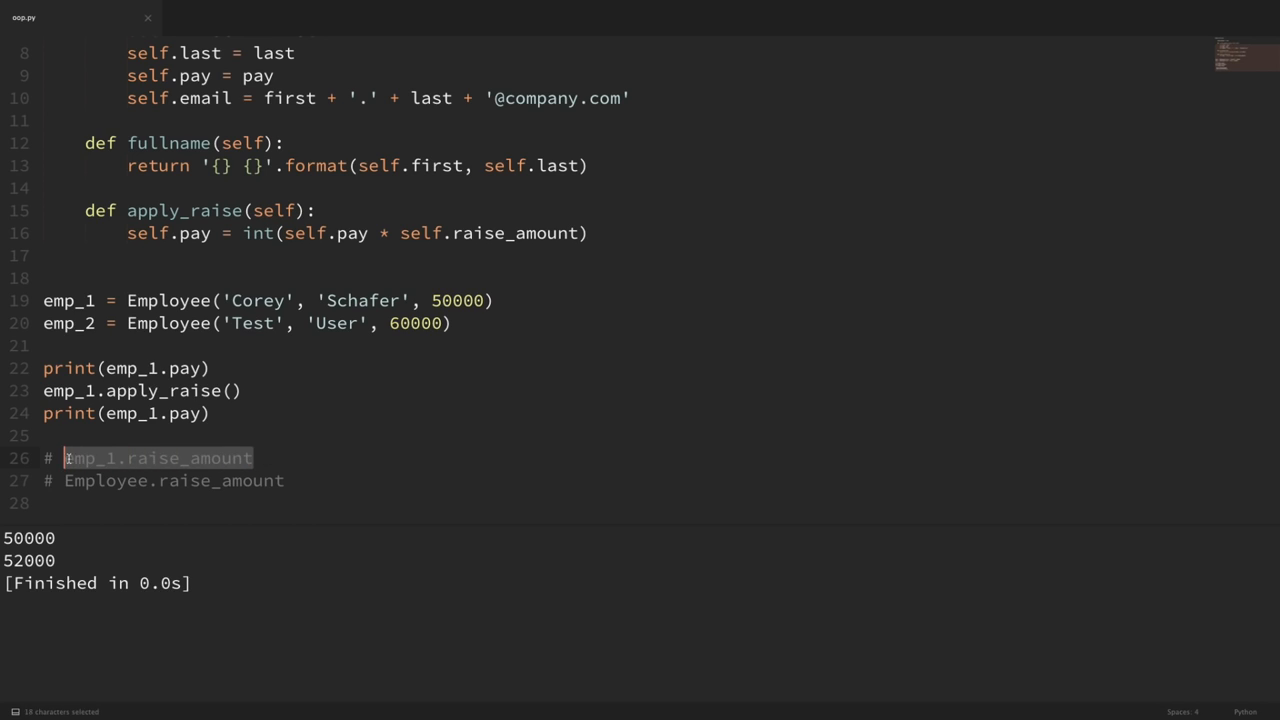 oop.py ×
8 self.last = last
9 self.pay = pay
10 self.email = first + '.' + last + '@company.com'
11
12 def fullname(self):
13 return '{} {}'.format(self.first, self.last)
14
15 def apply_raise(self):
16 self.pay = int(self.pay * self.raise_amount)
17
18
19 emp_1 = Employee('Corey', 'Schafer', 50000)
20 emp_2 = Employee('Test', 'User', 60000)
21
22 print(emp_1.pay)
23 emp_1.apply_raise()
24 print(emp_1.pay)
25
26 # emp_1.raise_amount
27 # Employee.raise_amount
28
50000
52000
[Finished in 0.0s]
18 characters selected Spaces: 4 Python